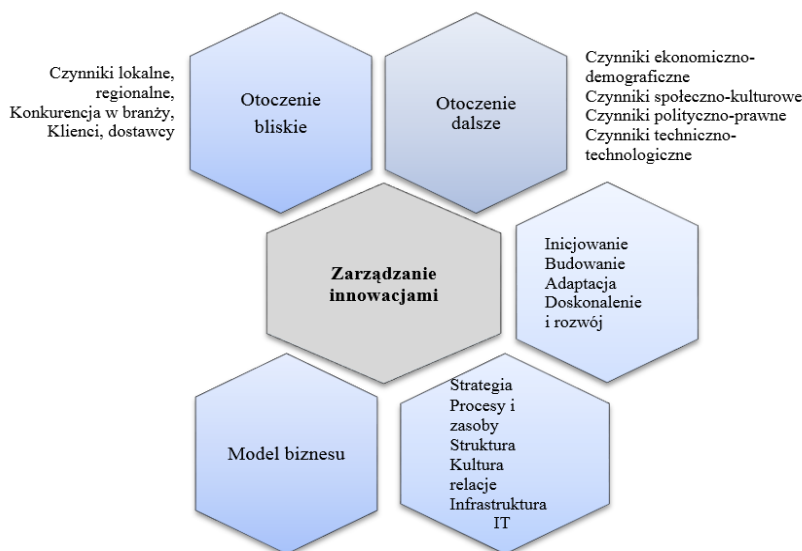 Czynniki lokalne,
regionalne,
Konkurencja w branży,
Klienci, dostawcy
Otoczenie
bliskie
Otoczenie
dalsze
Czynniki ekonomiczno-
demograficzne
Czynniki społeczno-kulturowe
Czynniki polityczno-prawne
Czynniki techniczno-
technologiczne
Zarządzanie
innowacjami
Inicjowanie
Budowanie
Adaptacja
Doskonalenie
i rozwój
Model biznesu
Strategia
Procesy i
zasoby
Struktura
Kultura
relacje
Infrastruktura
IT